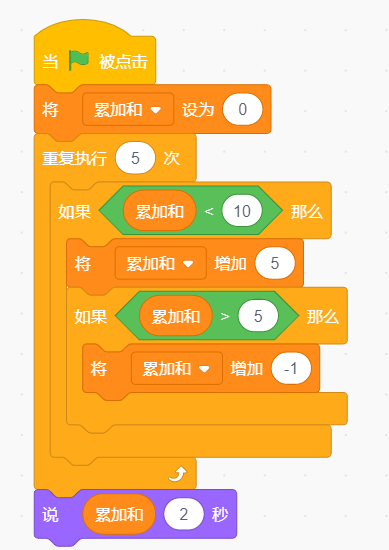 当 被点击
将 累加和 设为 0
重复执行 5 次
如果 累加和 < 10 那么
将 累加和 增加 5
如果 累加和 > 5 那么
将 累加和 增加 -1
说 累加和 2 秒